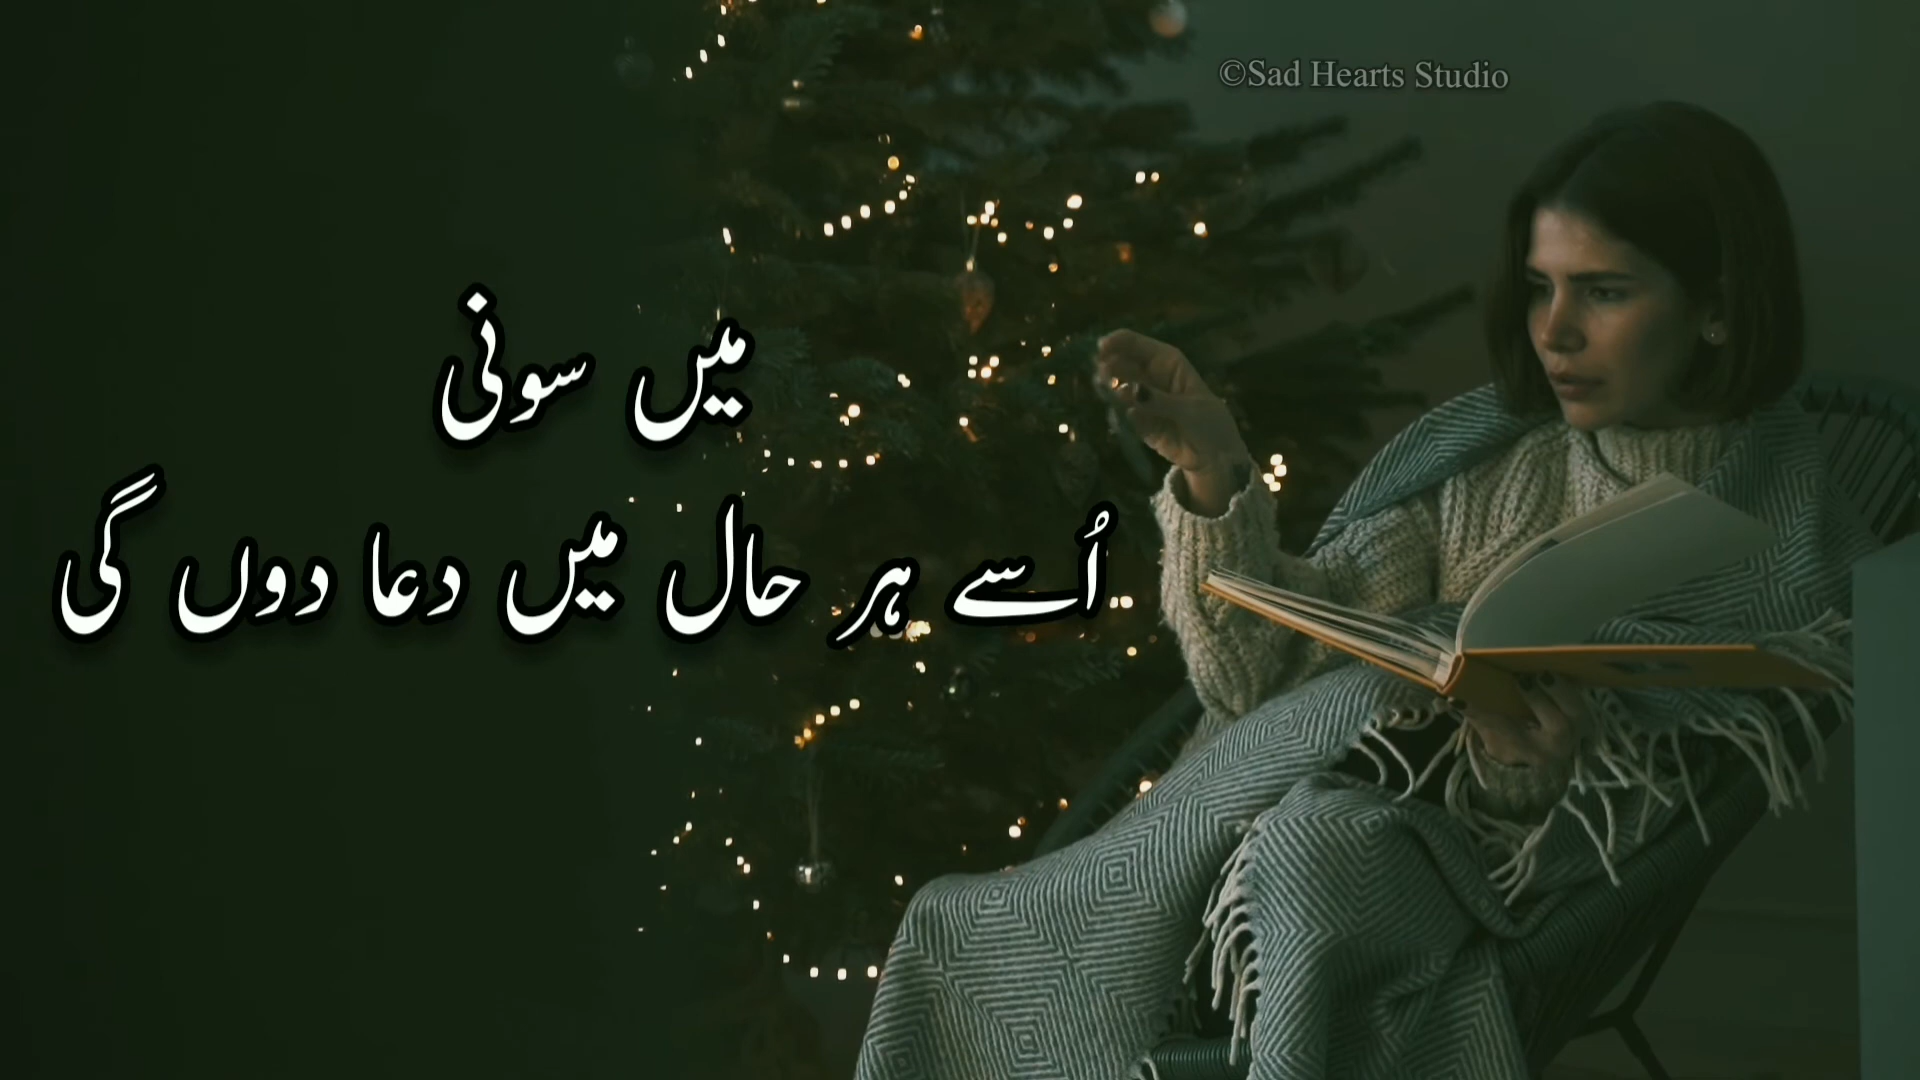 ©Sad Hearts Studio
میں سونی
اُسے ہر حال میں دعا دوں گی